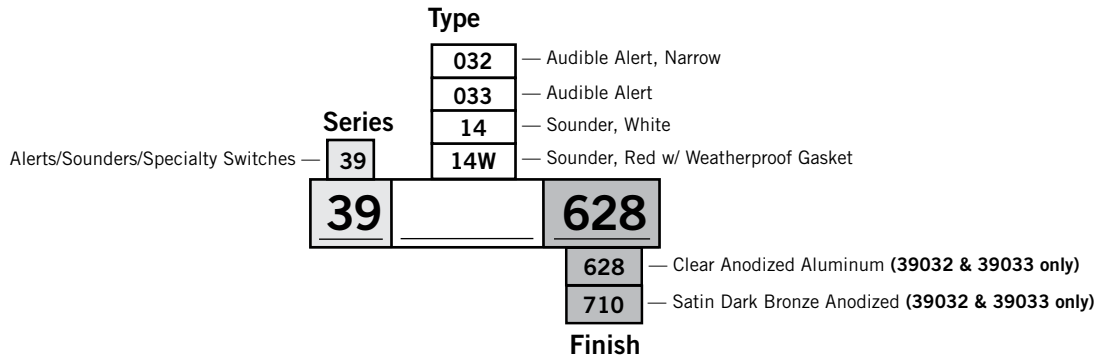 Type
032 — Audible Alert, Narrow
033 — Audible Alert
Series
14 — Sounder, White
Alerts/Sounders/Specialty Switches — 39
14W — Sounder, Red w/ Weatherproof Gasket
39 628
628 — Clear Anodized Aluminum (39032 & 39033 only)
710 — Satin Dark Bronze Anodized (39032 & 39033 only)
Finish